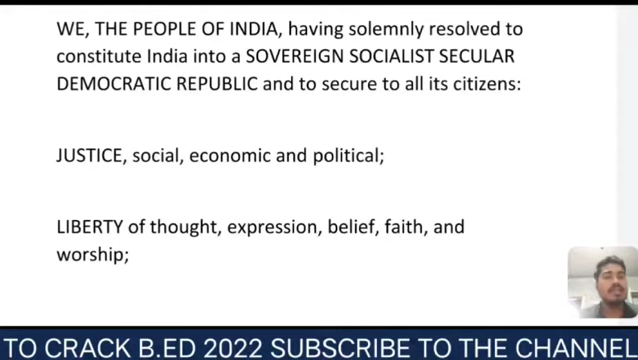 WE, THE PEOPLE OF INDIA, having solemnly resolved to
constitute India into a SOVEREIGN SOCIALIST SECULAR
DEMOCRATIC REPUBLIC and to secure to all its citizens:
JUSTICE, social, economic and political;
LIBERTY of thought, expression, belief, faith, and
worship;
TO CRACK B.ED 2022 SUBSCRIBE TO THE CHANNEL